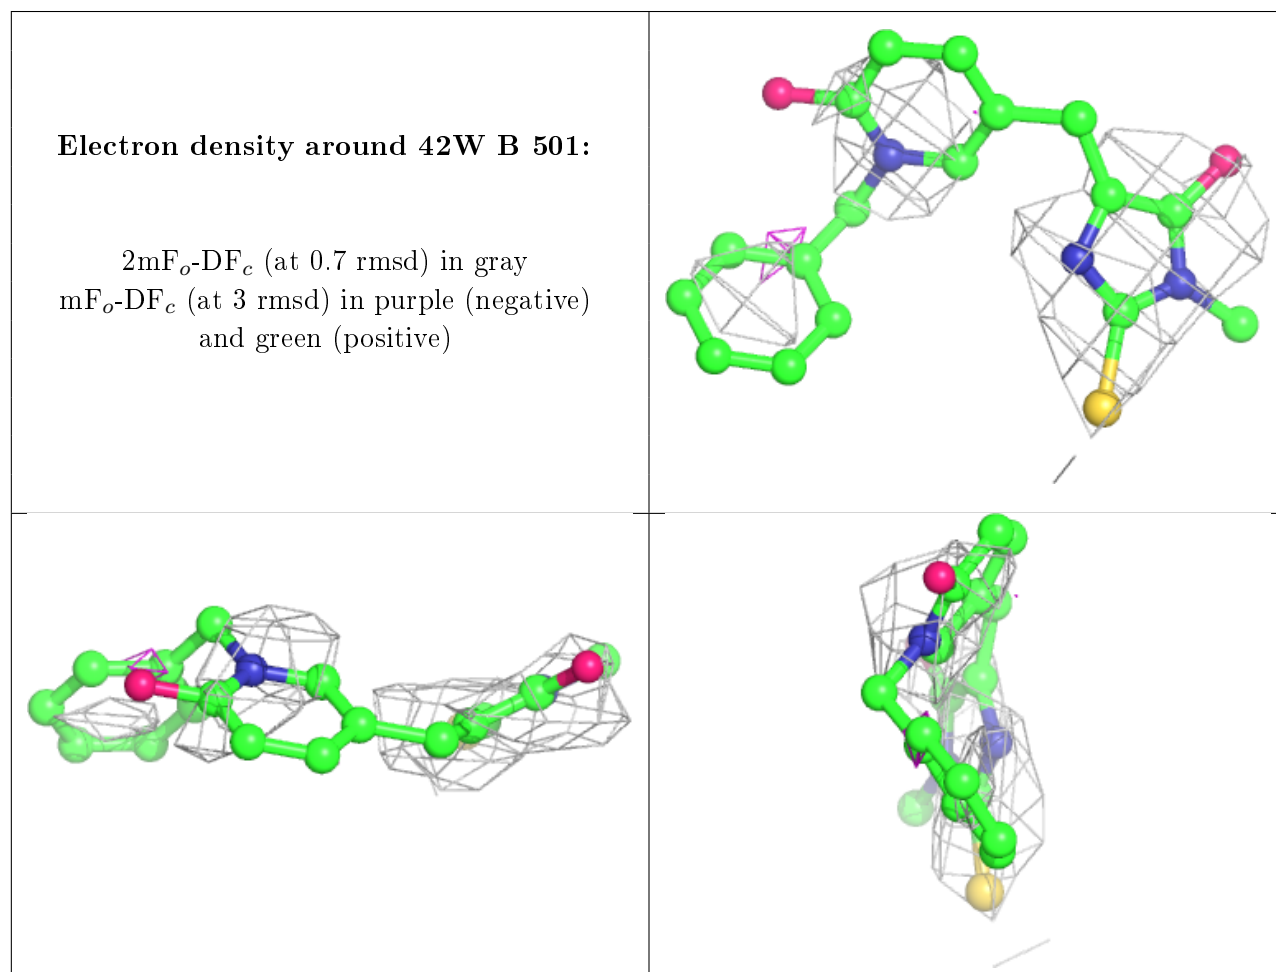 Electron density around 42W B 501:
2mFo-DFc (at 0.7 rmsd) in gray
mFo-DFc (at 3 rmsd) in purple (negative)
and green (positive)